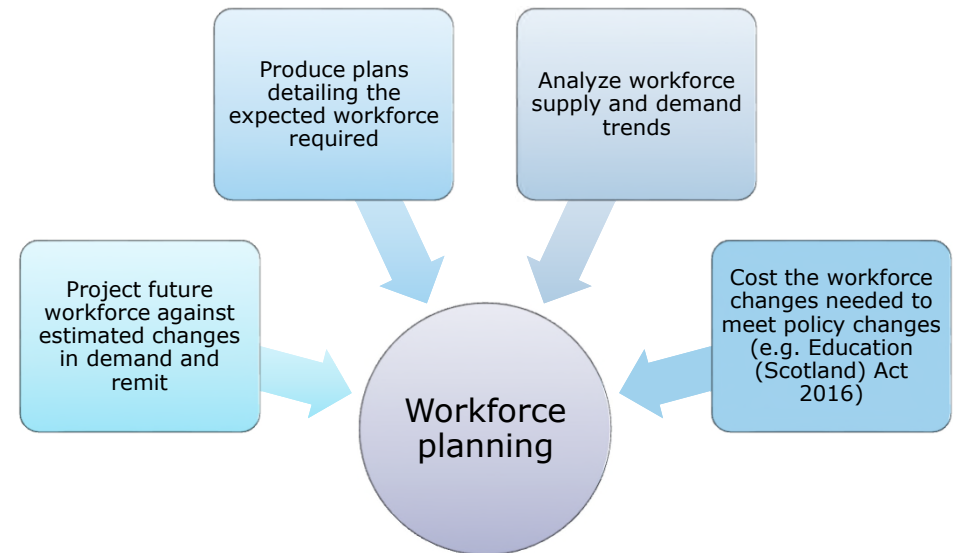 Produce plans
detailing the
expected workforce
required
Analyze workforce
supply and demand
trends
Project future
workforce against
estimated changes
in demand and
remit
Cost the workforce
changes needed to
meet policy changes
(e.g. Education
(Scotland) Act
2016)
Workforce
planning